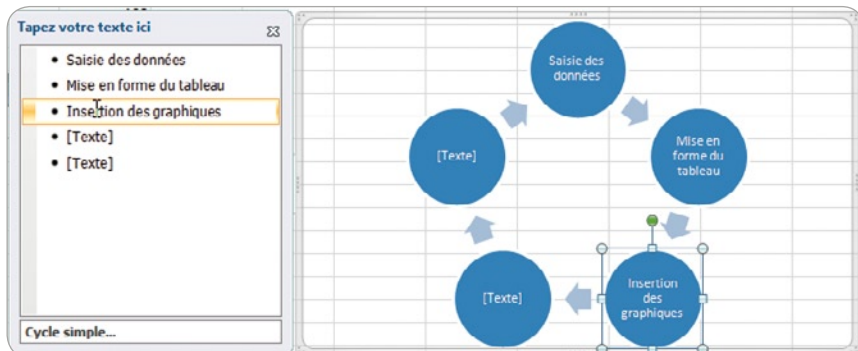 Tapez votre texte ici
Saisie des données
Mise en forme du tableau
Insertion des graphiques
[Texte]
[Texte]
Cycle simple...
Saisie des
données
Mise en
forme du
tableau
Insertion
des
graphiques
[Texte]
[Texte]